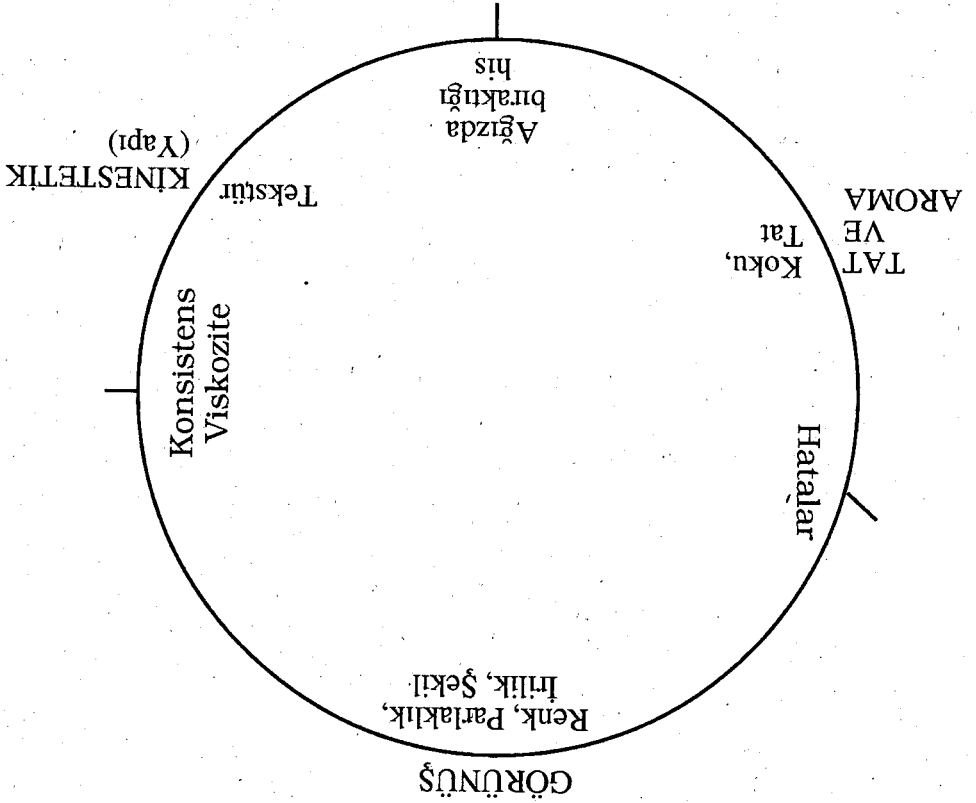 GÖRÜNÜŞ
Renk, Parlaklık,
İrilik, Şekil
Hatalar
Konsistens
Viskozite
TAT
VE
AROMA
Koku,
Tat
Tekstür
KİNESTETİK
(Yapı)
Ağızda
bıraktığı
his